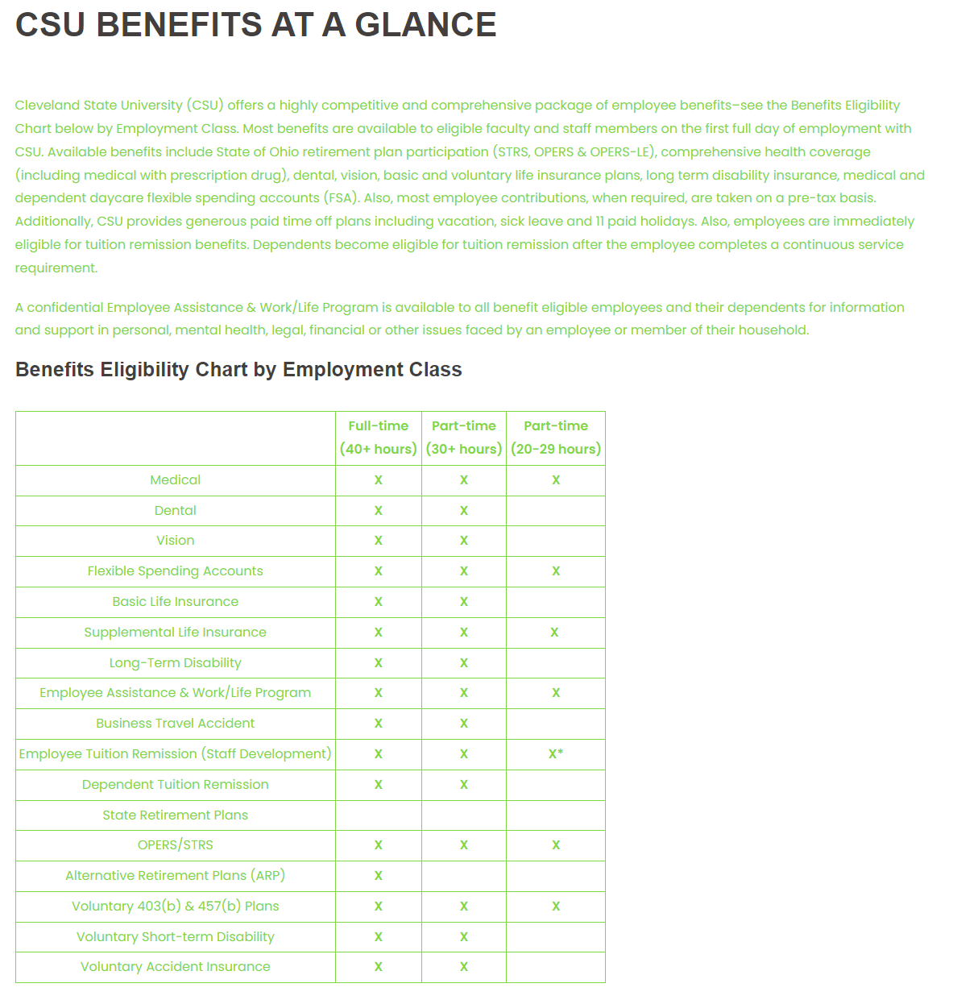 CSU BENEFITS AT A GLANCE
Cleveland State University (CSU) offers a highly competitive and comprehensive package of employee benefits–see the Benefits Eligibility
Chart below by Employment Class. Most benefits are available to eligible faculty and staff members on the first full day of employment with
CSU. Available benefits include State of Ohio retirement plan participation (STRS, OPERS & OPERS-LE), comprehensive health coverage
(including medical with prescription drug), dental, vision, basic and voluntary life insurance plans, long term disability insurance, medical and
dependent daycare flexible spending accounts (FSA). Also, most employee contributions, when required, are taken on a pre-tax basis.
Additionally, CSU provides generous paid time off plans including vacation, sick leave and 11 paid holidays. Also, employees are immediately
eligible for tuition remission benefits. Dependents become eligible for tuition remission after the employee completes a continuous service
requirement.
A confidential Employee Assistance & Work/Life Program is available to all benefit eligible employees and their dependents for information
and support in personal, mental health, legal, financial or other issues faced by an employee or member of their household.
Benefits Eligibility Chart by Employment Class
Full-time Part-time Part-time
(40+ hours) (30+ hours) (20-29 hours)
Medical X X X
Dental X X
Vision X X
Flexible Spending Accounts X X X
Basic Life Insurance X X
Supplemental Life Insurance X X X
Long-Term Disability X X
Employee Assistance & Work/Life Program X X X
Business Travel Accident X X
Employee Tuition Remission (Staff Development) X X X*
Dependent Tuition Remission X X
State Retirement Plans
OPERS/STRS X X X
Alternative Retirement Plans (ARP) X
Voluntary 403(b) & 457(b) Plans X X X
Voluntary Short-term Disability X X
Voluntary Accident Insurance X X